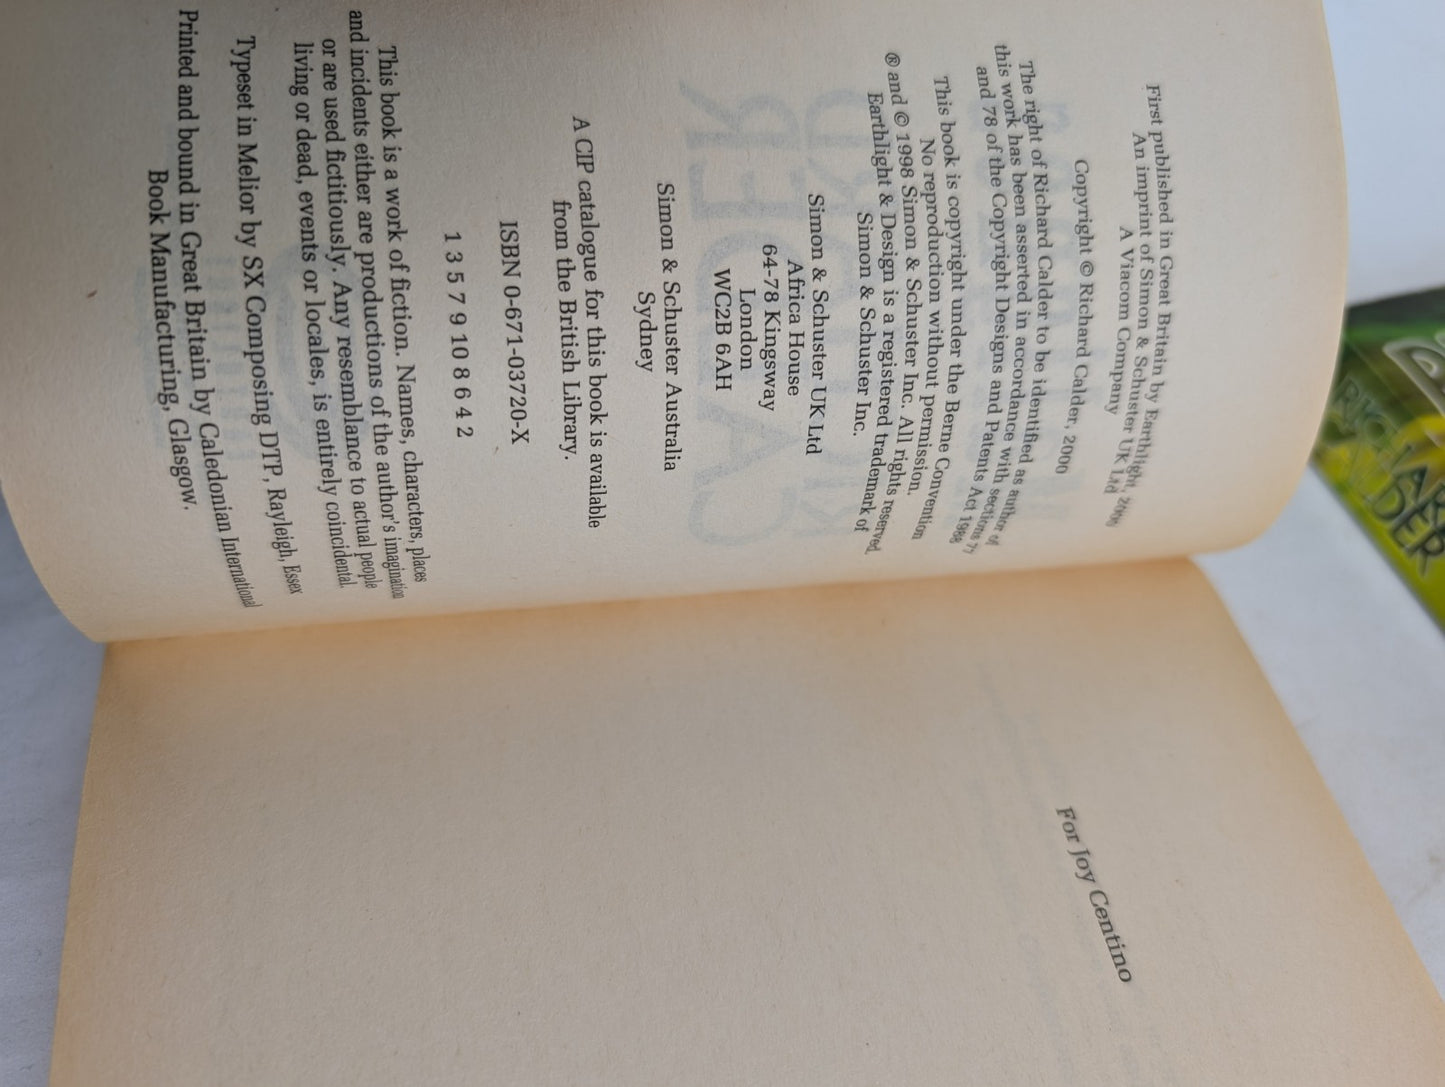 First published in Great Britain by Earthlight, 2000
An imprint of Simon & Schuster UK Ltd
A Viacom Company
Copyright © Richard Calder, 2000
The right of Richard Calder to be identified as author of
this work has been asserted in accordance with sections 77
and 78 of the Copyright Designs and Patents Act 1988
This book is copyright under the Berne Convention
No reproduction without permission.
® and © 1998 Simon & Schuster Inc. All rights reserved.
Earthlight & Design is a registered trademark of
Simon & Schuster Inc.
Simon & Schuster UK Ltd
Africa House
64-78 Kingsway
London
WC2B 6AH
Simon & Schuster Australia
Sydney
A CIP catalogue for this book is available
from the British Library.
ISBN 0-671-03720-X
1 3 5 7 9 10 8 6 4 2
This book is a work of fiction. Names, characters, places
and incidents either are productions of the author's imagination
or are used fictitiously. Any resemblance to actual people
living or dead, events or locales, is entirely coincidental.
Typeset in Melior by SX Composing DTP, Rayleigh, Essex
Printed and bound in Great Britain by Caledonian International
Book Manufacturing, Glasgow.
For Joy Centino